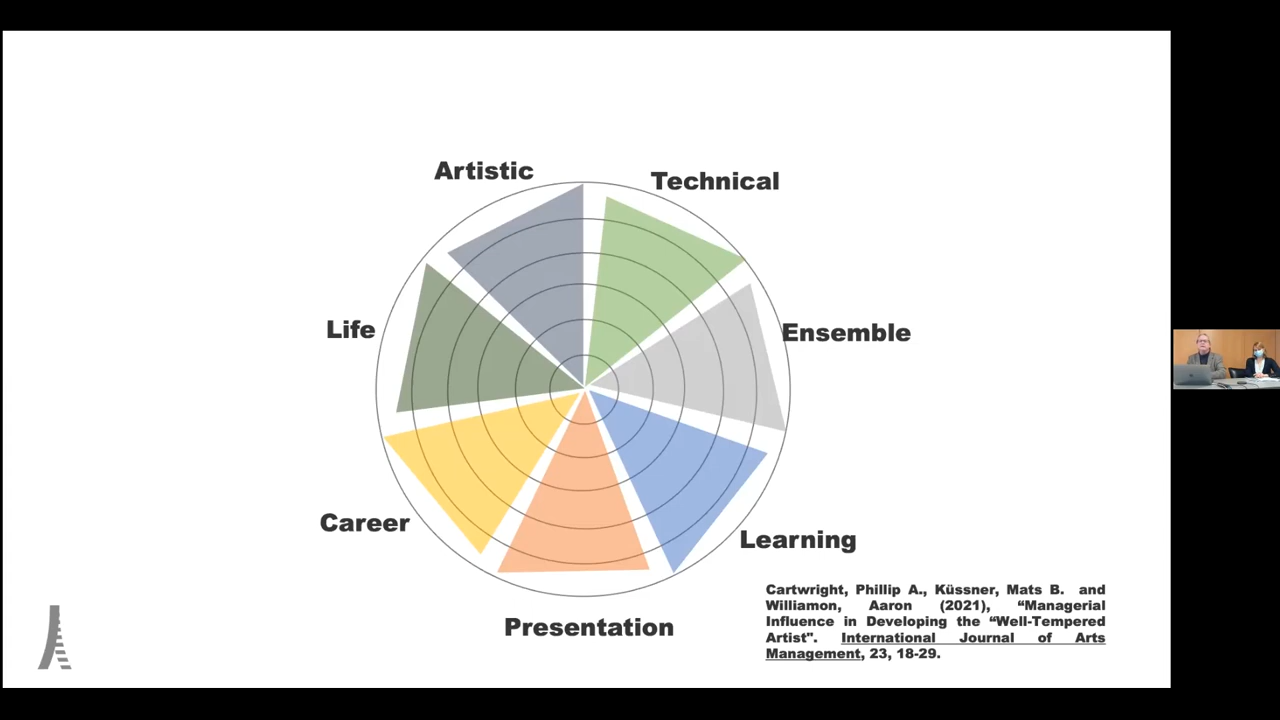 Artistic
Technical
Life
Ensemble
Career
Learning
Presentation
Cartwright, Phillip A., Küssner, Mats B. and
Williamon, Aaron (2021), “Managerial
Influence in Developing the “Well-Tempered
Artist". International Journal of Arts
Management, 23, 18-29.